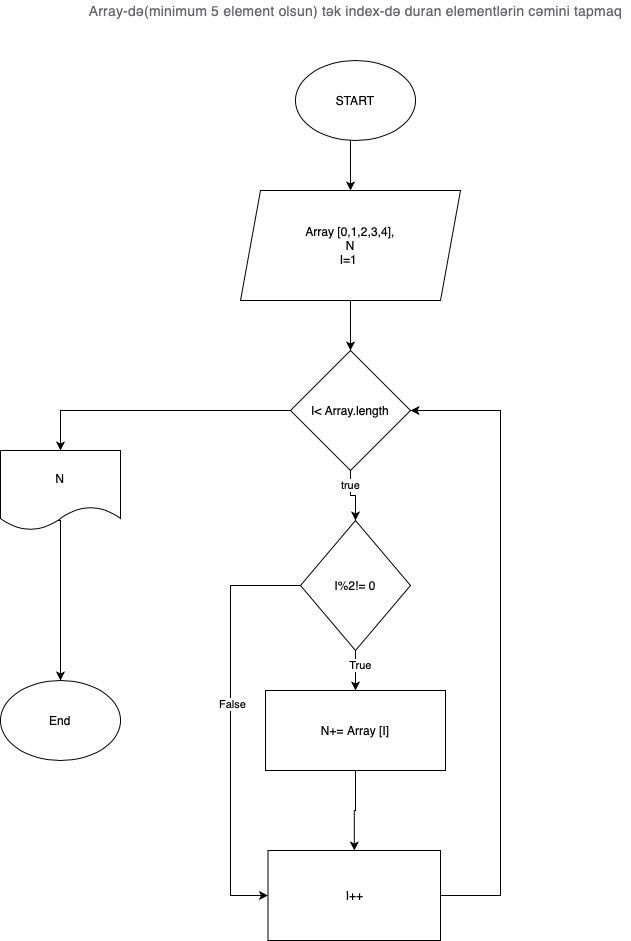 Array-də(minimum 5 element olsun) tək index-də duran elementlərin cəmini tapmaq
START
Array [0,1,2,3,4],
N
I=1
I< Array.length
N
true
I%2!= 0
True
False
End
N+= Array [I]
I++